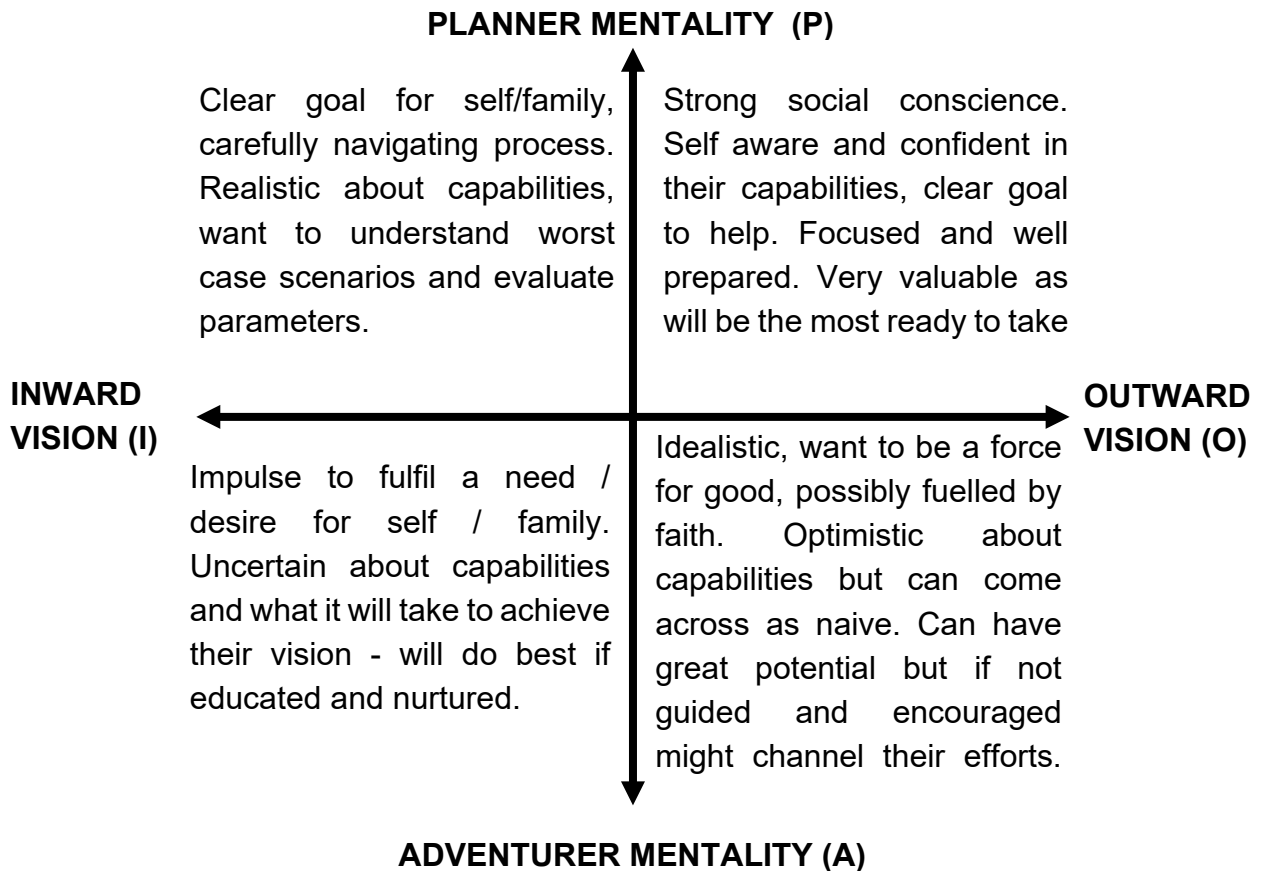 PLANNER MENTALITY (P)
Clear goal for self/family,
carefully navigating process.
Realistic about capabilities,
want to understand worst
case scenarios and evaluate
parameters.
Strong social conscience.
Self aware and confident in
their capabilities, clear goal
to help. Focused and well
prepared. Very valuable as
will be the most ready to take
INWARD
VISION (I)
OUTWARD
VISION (O)
Impulse to fulfil a need /
desire for self / family.
Uncertain about capabilities
and what it will take to achieve
their vision - will do best if
educated and nurtured.
Idealistic, want to be a force
for good, possibly fuelled by
faith. Optimistic about
capabilities but can come
across as naive. Can have
great potential but if not
guided and encouraged
might channel their efforts.
ADVENTURER MENTALITY (A)